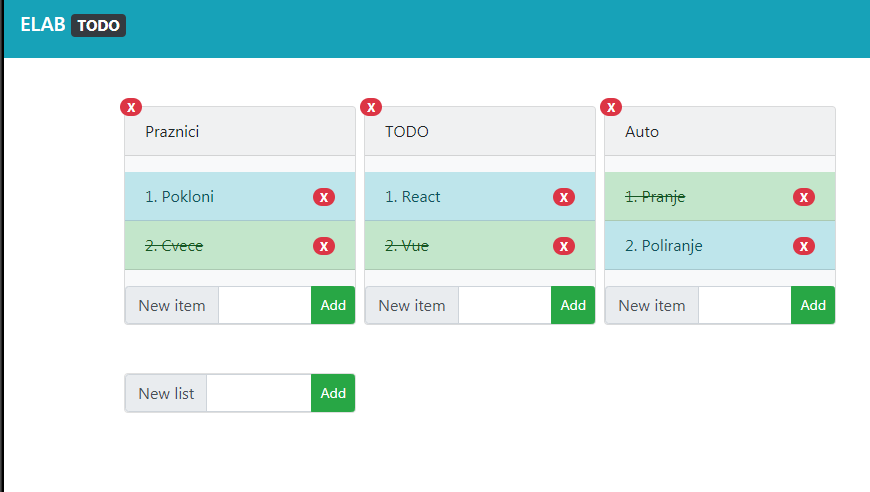 ELAB TODO
X X X
Praznici TODO Auto
1. Pokloni X 1. React X 1. Pranje X
2. Cvece X 2. Vue X 2. Poliranje X
New item Add New item Add New item Add
New list Add